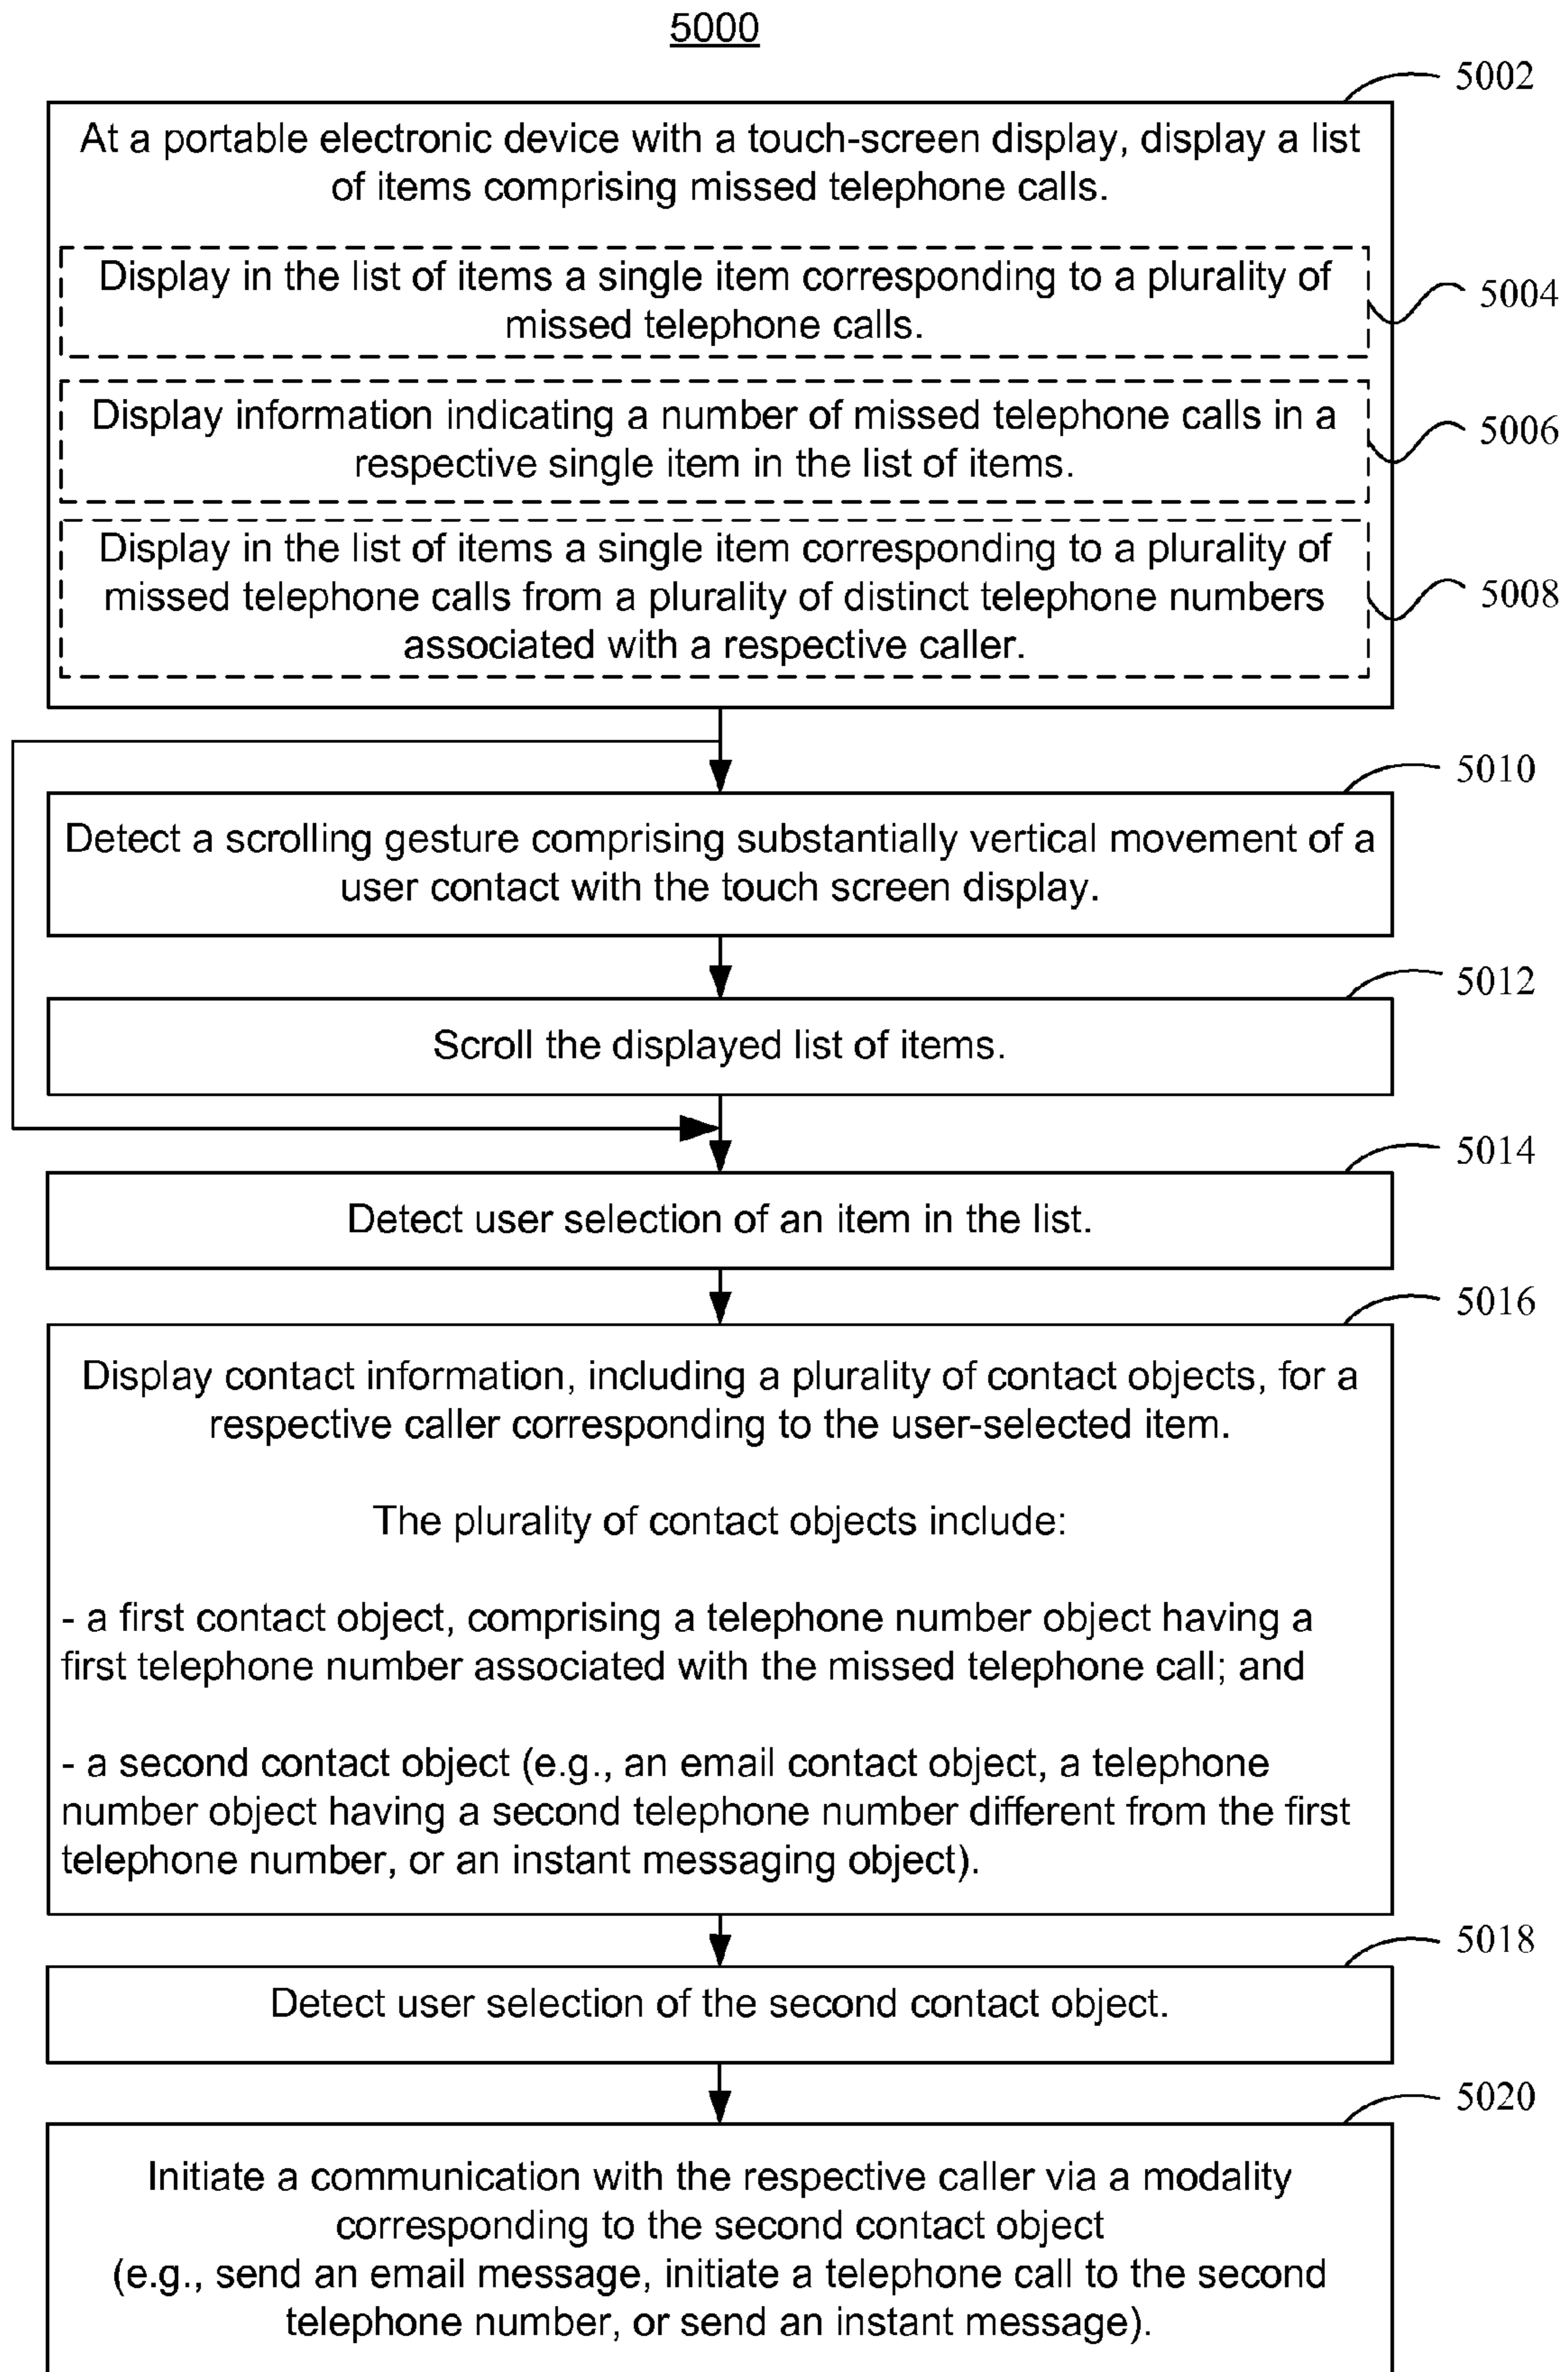 5000
5002
At a portable electronic device with a touch-screen display, display a list
of items comprising missed telephone calls.
Display in the list of items a single item corresponding to a plurality of
missed telephone calls.
5004
Display information indicating a number of missed telephone calls in a
respective single item in the list of items.
5006
Display in the list of items a single item corresponding to a plurality of
missed telephone calls from a plurality of distinct telephone numbers
associated with a respective caller.
5008
5010
Detect a scrolling gesture comprising substantially vertical movement of a
user contact with the touch screen display.
5012
Scroll the displayed list of items.
5014
Detect user selection of an item in the list.
5016
Display contact information, including a plurality of contact objects, for a
respective caller corresponding to the user-selected item.
The plurality of contact objects include:
- a first contact object, comprising a telephone number object having a
first telephone number associated with the missed telephone call; and
- a second contact object (e.g., an email contact object, a telephone
number object having a second telephone number different from the first
telephone number, or an instant messaging object).
5018
Detect user selection of the second contact object.
5020
Initiate a communication with the respective caller via a modality
corresponding to the second contact object
(e.g., send an email message, initiate a telephone call to the second
telephone number, or send an instant message).